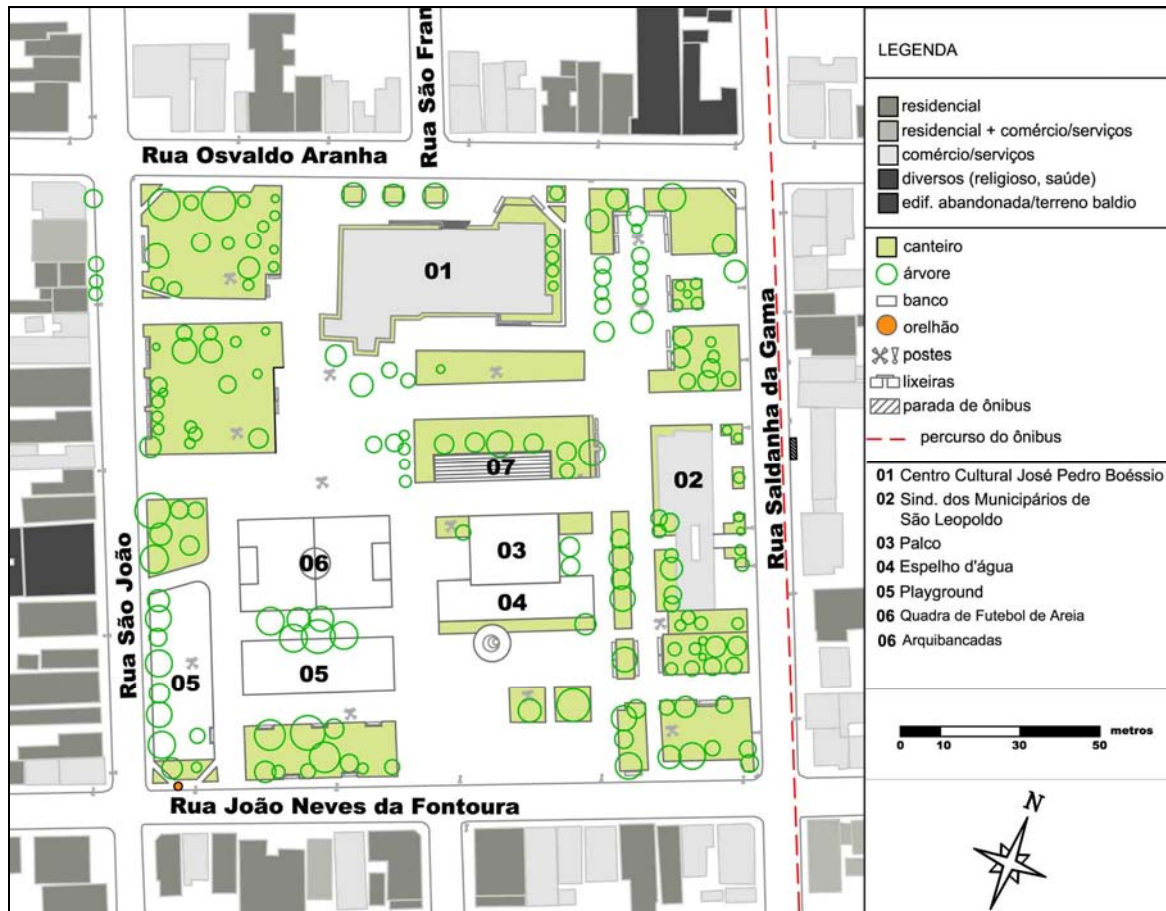 Rua São Fran
Rua Osvaldo Aranha
01
Rua Saldanha da Gama
07
02
03
06
04
Rua São João
05
05
Rua João Neves da Fontoura
LEGENDA
residencial
residencial + comércio/serviços
comércio/serviços
diversos (religioso, saúde)
edif. abandonada/terreno baldio
canteiro
árvore
banco
orelhão
postes
lixeiras
parada de ônibus
percurso do ônibus
01 Centro Cultural José Pedro Boéssio
02 Sind. dos Municipários de
São Leopoldo
03 Palco
04 Espelho d'água
05 Playground
06 Quadra de Futebol de Areia
06 Arquibancadas
metros
0 10 30 50
N